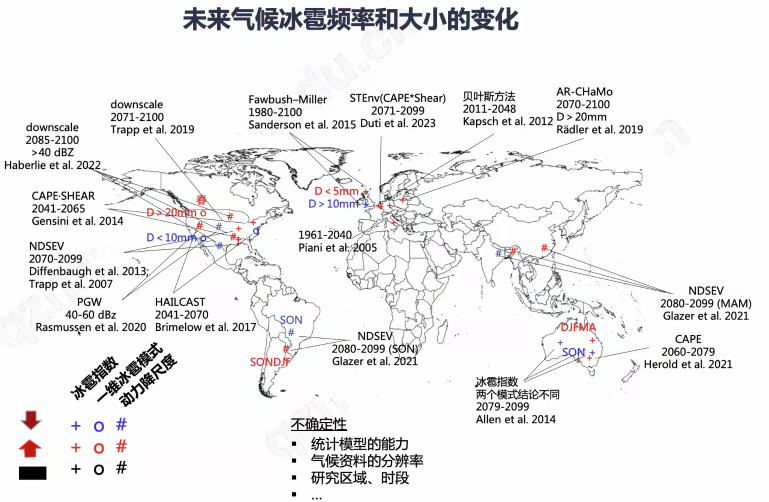 未来气候冰雹频率和大小的变化
downscale
2071-2100
Trapp et al. 2019
Fawbush–Miller
1980-2100
Sanderson et al. 2015
STEnv(CAPE*Shear)
2071-2099
Duti et al. 2023
贝叶斯方法
2011-2048
Kapsch et al. 2012
AR-CHaMo
2070-2100
D>20mm
Rädler et al. 2019
downscale
2085-2100
>40 dBZ
Haberlie et al. 2022
CAPE·SHEAR
2041-2065
Gensini et al. 2014
春
D>20mm o
D<10mm o
D<5mm
D>10mm
1961-2040
Piani et al. 2005
NDSEV
2070-2099
Diffenbaugh et al. 2013;
Trapp et al. 2007
PGW
40-60 dBz
Rasmussen et al. 2020
HAILCAST
2041-2070
Brimelow et al. 2017
SON
#
SONDJF
NDSEV
2080-2099 (SON)
Glazer et al. 2021
NDSEV
2080-2099 (MAM)
Glazer et al. 2021
DJFMA
SON
CAPE
2060-2079
Herold et al. 2021
冰雹指数
两个模式结论不同
2079-2099
Allen et al. 2014
冰雹指数
一维冰雹模式
动力降尺度
+ o #
+ o #
+ o #
不确定性
▪ 统计模型的能力
▪ 气候资料的分辨率
▪ 研究区域、时段
▪ ...